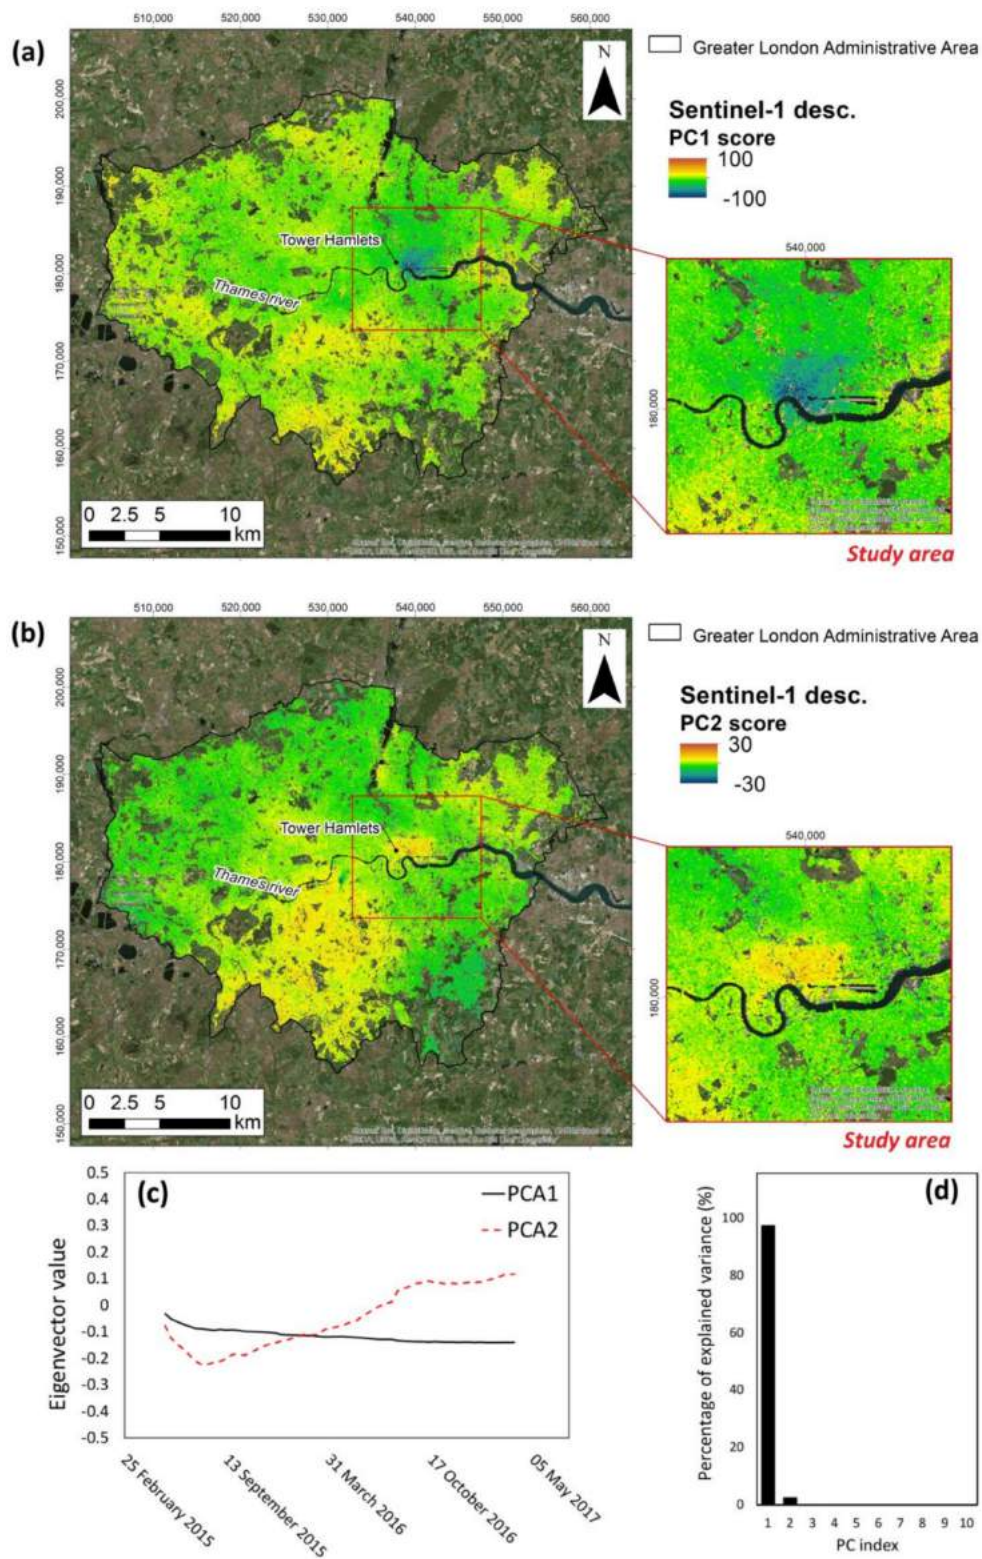 (a)
510,000 520,000 530,000 540,000 550,000 560,000
200,000
190,000
180,000
170,000
160,000
150,000
N
Tower Hamlets
Thames river
0 2.5 5 10
km
Greater London Administrative Area
Sentinel-1 desc.
PC1 score
100
-100
540,000
180,000
Study area
(b)
510,000 520,000 530,000 540,000 550,000 560,000
200,000
190,000
180,000
170,000
160,000
150,000
N
Tower Hamlets
Thames river
0 2.5 5 10
km
Greater London Administrative Area
Sentinel-1 desc.
PC2 score
30
-30
540,000
180,000
Study area
(c)
PCA1
PCA2
Eigenvector value
0.5
0.4
0.3
0.2
0.1
0
-0.1
-0.2
-0.3
-0.4
-0.5
25 February 2015
13 September 2015
31 March 2016
17 October 2016
05 May 2017
(d)
Percentage of explained variance (%)
100
80
60
40
20
0
1 2 3 4 5 6 7 8 9 10
PC index